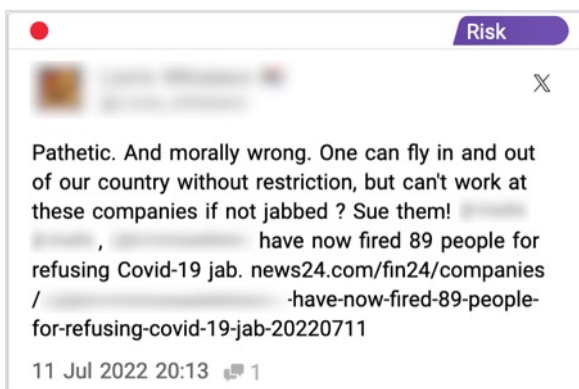 Risk
Pathetic. And morally wrong. One can fly in and out
of our country without restriction, but can't work at
these companies if not jabbed ? Sue them!
, have now fired 89 people for
refusing Covid-19 jab. news24.com/fin24/companies
/ -have-now-fired-89-people-
for-refusing-covid-19-jab-20220711
11 Jul 2022 20:13 1